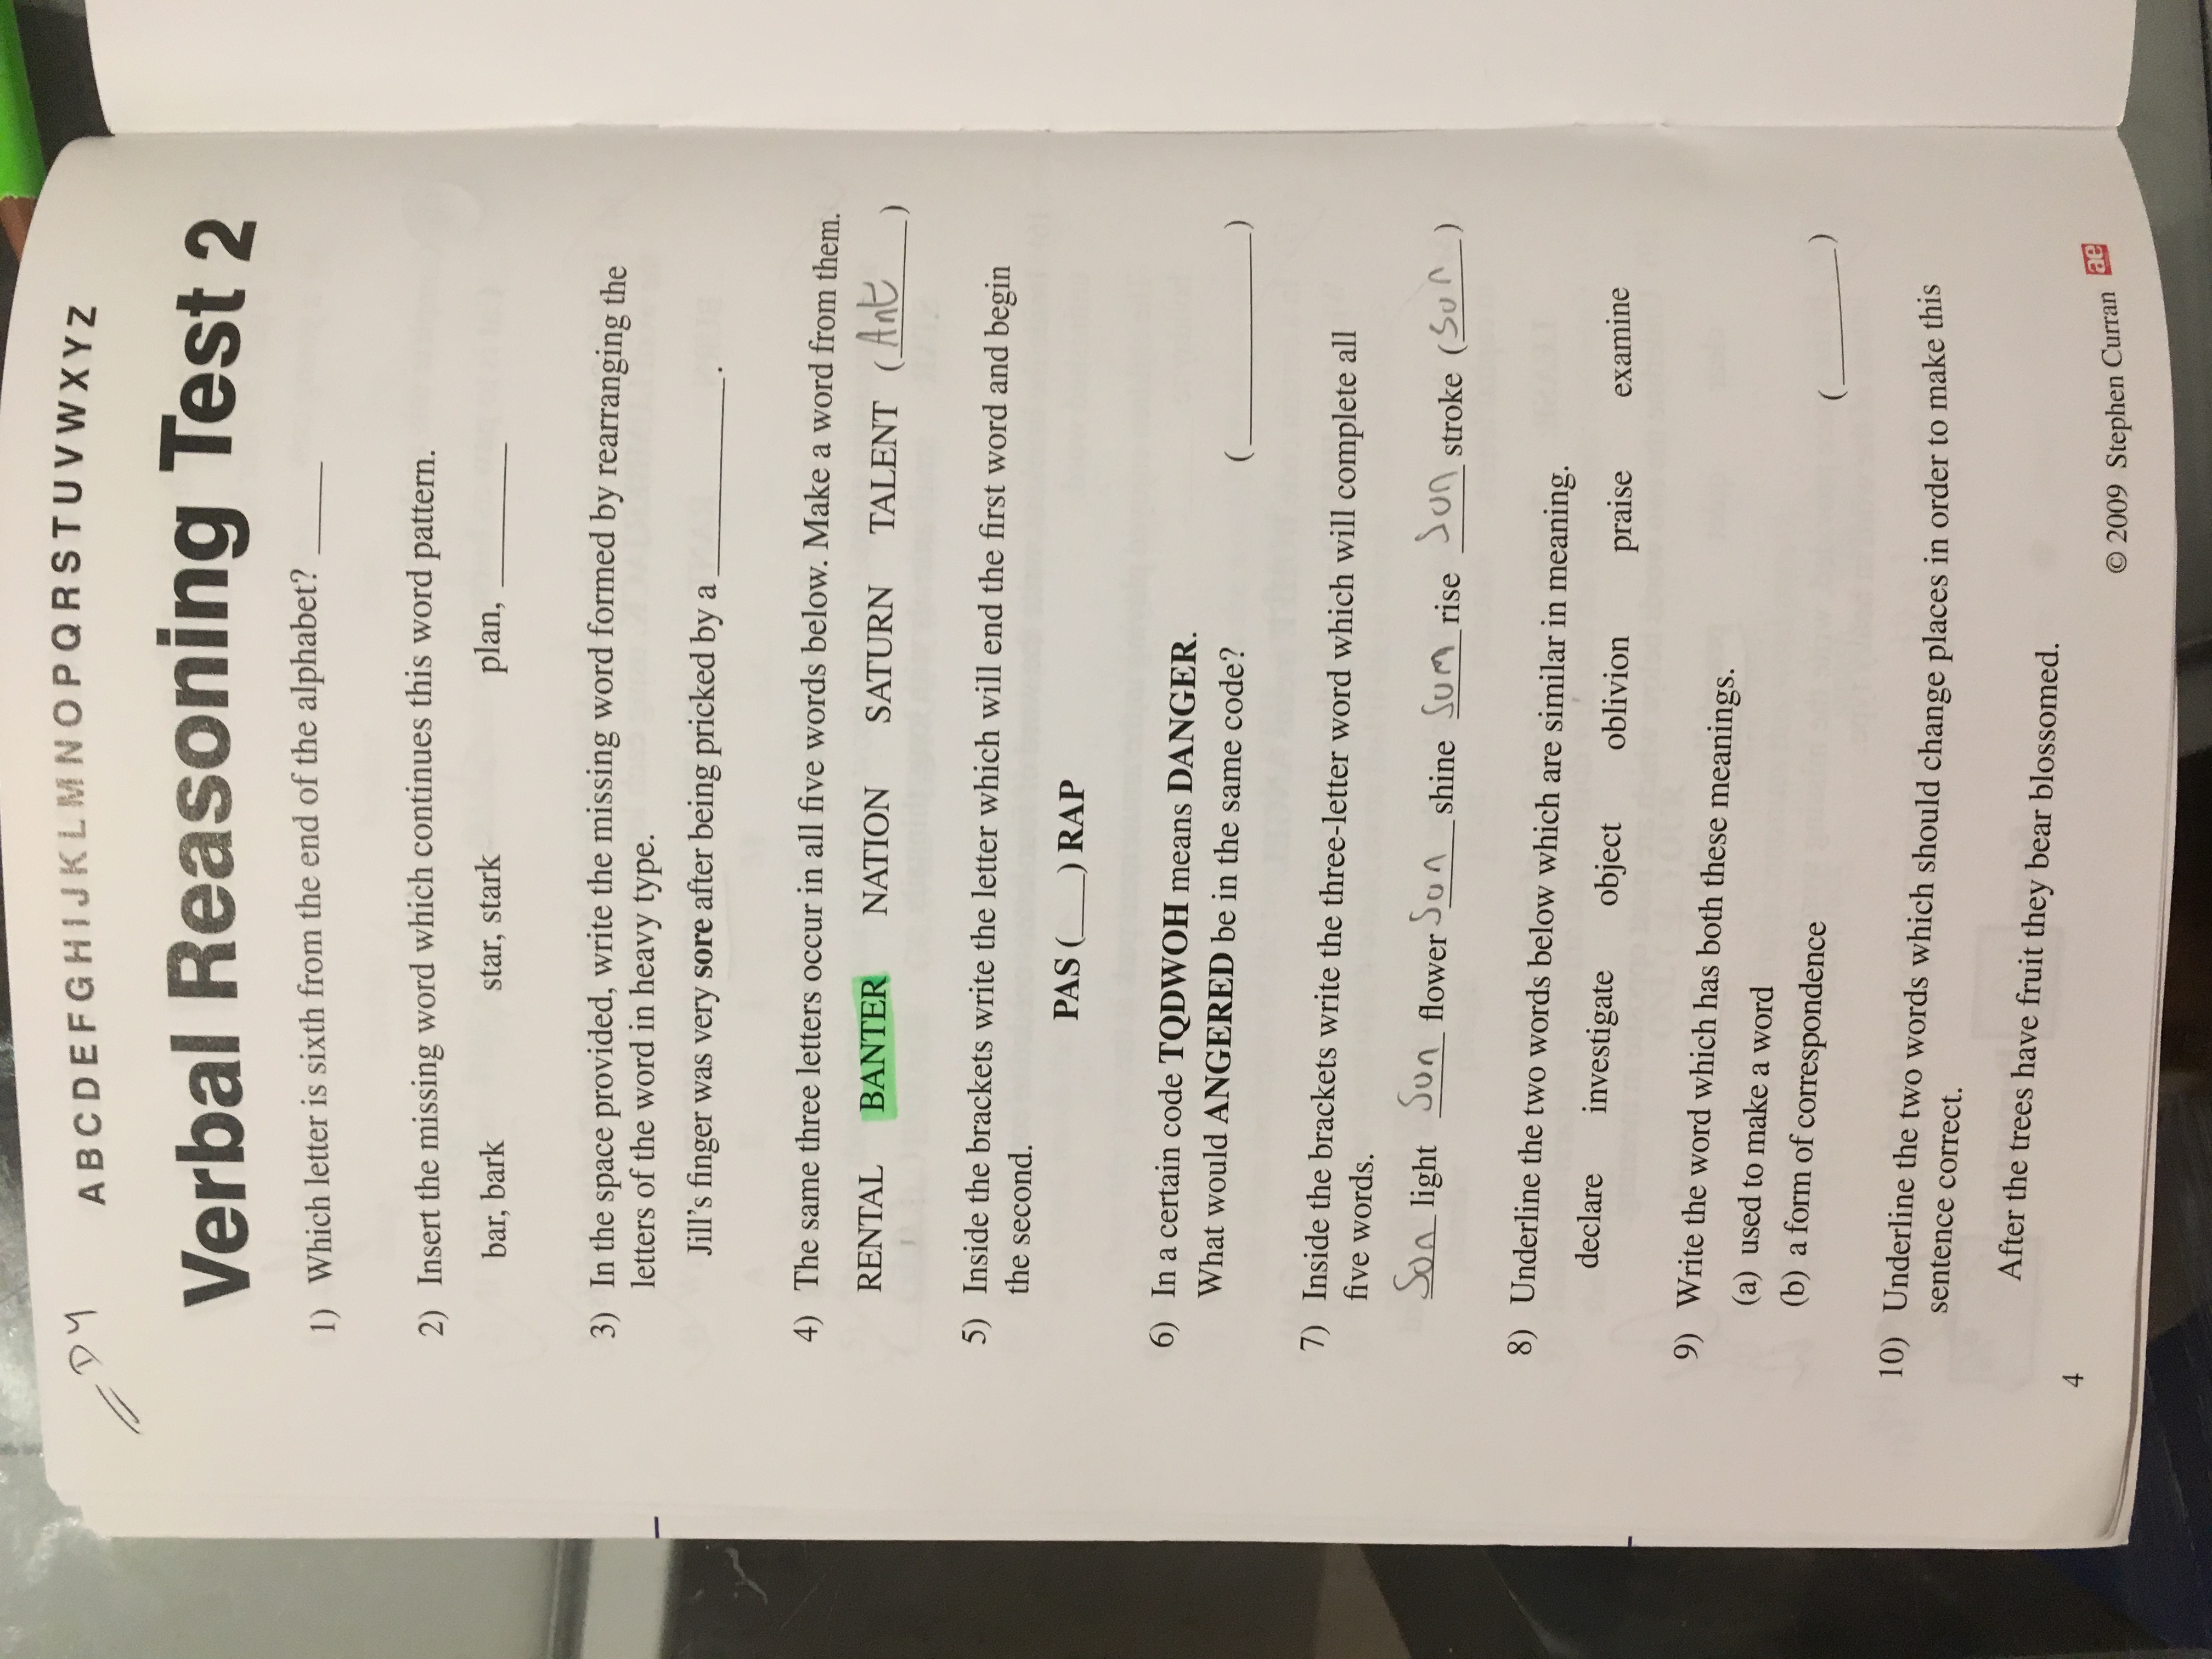 DY
ABCDEFGHIJKLMNOPQRSTUVWXYZ
Verbal Reasoning Test 2
1) Which letter is sixth from the end of the alphabet? _____
2) Insert the missing word which continues this word pattern.
bar, bark star, stark plan, ________
3) In the space provided, write the missing word formed by rearranging the
letters of the word in heavy type.
Jill's finger was very sore after being pricked by a ___________.
4) The same three letters occur in all five words below. Make a word from them.
RENTAL BANTER NATION SATURN TALENT (Ant)
5) Inside the brackets write the letter which will end the first word and begin
the second.
PAS (___) RAP
6) In a certain code TQDWOH means DANGER.
What would ANGERED be in the same code? (____________)
7) Inside the brackets write the three-letter word which will complete all
five words.
Sun light Sun flower Sun shine Sum rise Sun stroke (Sun)
8) Underline the two words below which are similar in meaning.
declare investigate object oblivion praise examine
9) Write the word which has both these meanings.
(a) used to make a word
(b) a form of correspondence
(________)
10) Underline the two words which should change places in order to make this
sentence correct.
After the trees have fruit they bear blossomed.
4
© 2009 Stephen Curran ae